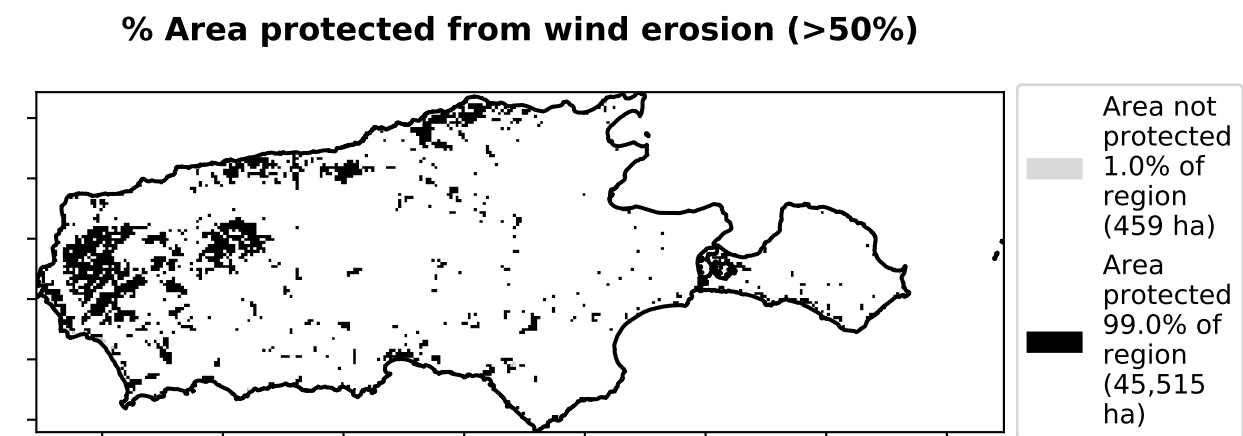 % Area protected from wind erosion (>50%)
Area not
protected
1.0% of
region
(459 ha)
Area
protected
99.0% of
region
(45,515
ha)